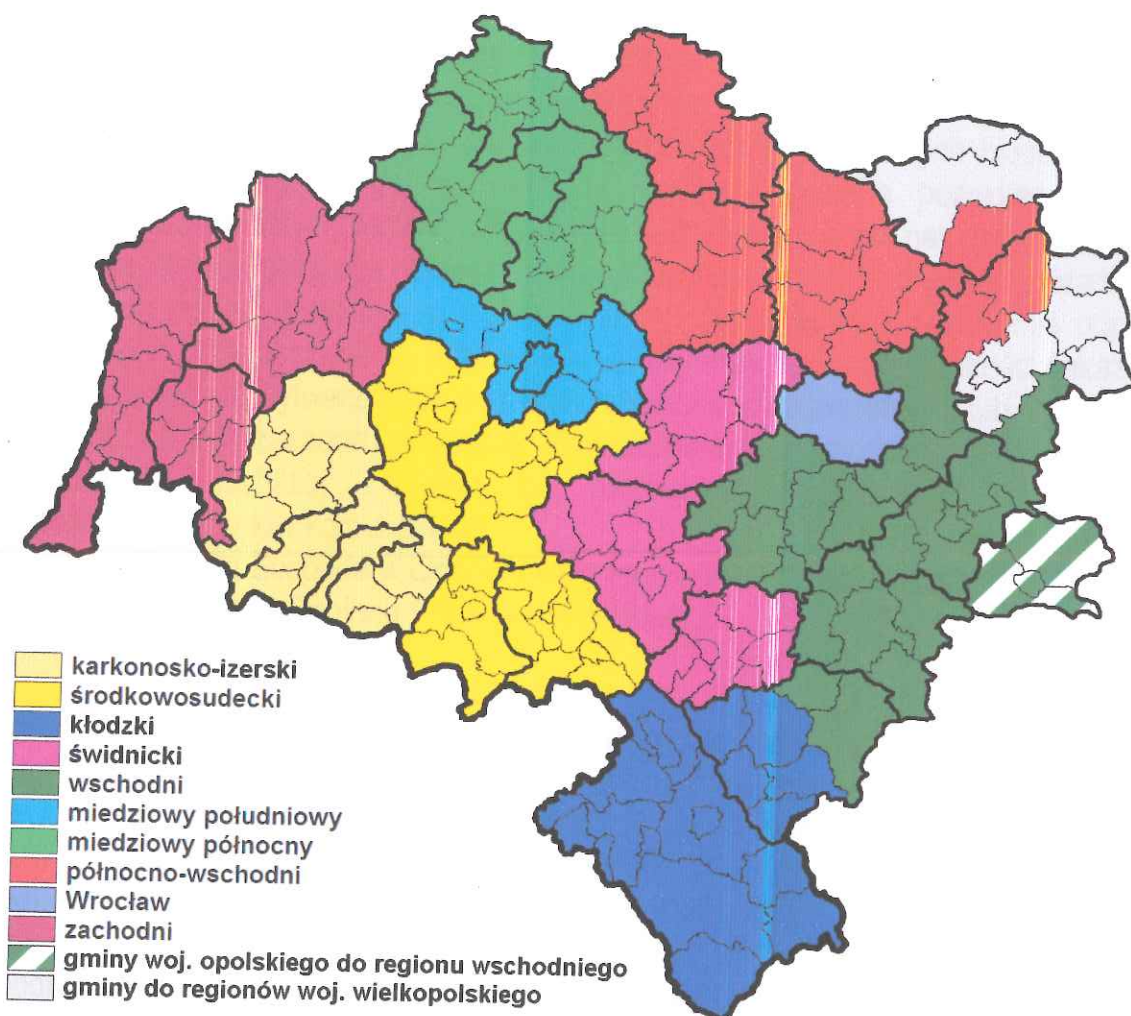 karkonosko-izerski
środkowosudecki
kłodzki
świdnicki
wschodni
miedziowy południowy
miedziowy północny
północno-wschodni
Wrocław
zachodni
gminy woj. opolskiego do regionu wschodniego
gminy do regionów woj. wielkopolskiego